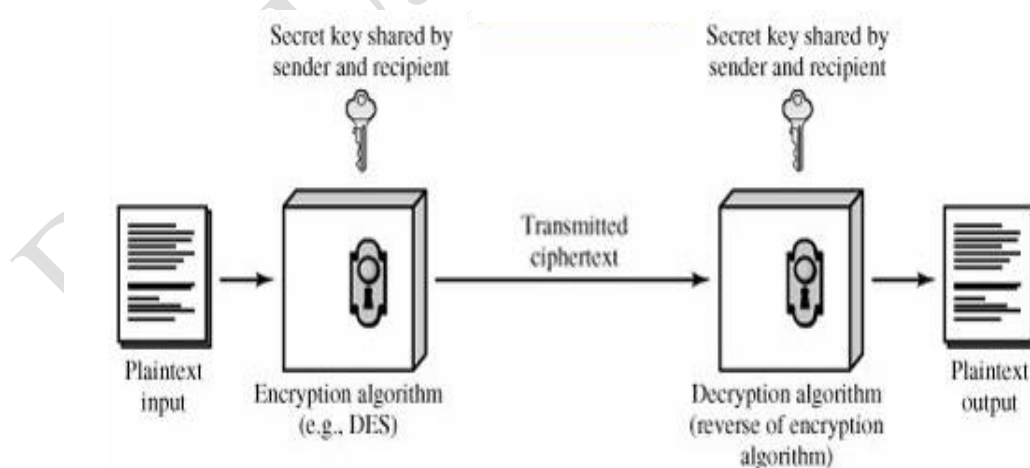 Secret key shared by
sender and recipient
Secret key shared by
sender and recipient
Transmitted
ciphertext
Plaintext
input
Encryption algorithm
(e.g., DES)
Decryption algorithm
(reverse of encryption
algorithm)
Plaintext
output